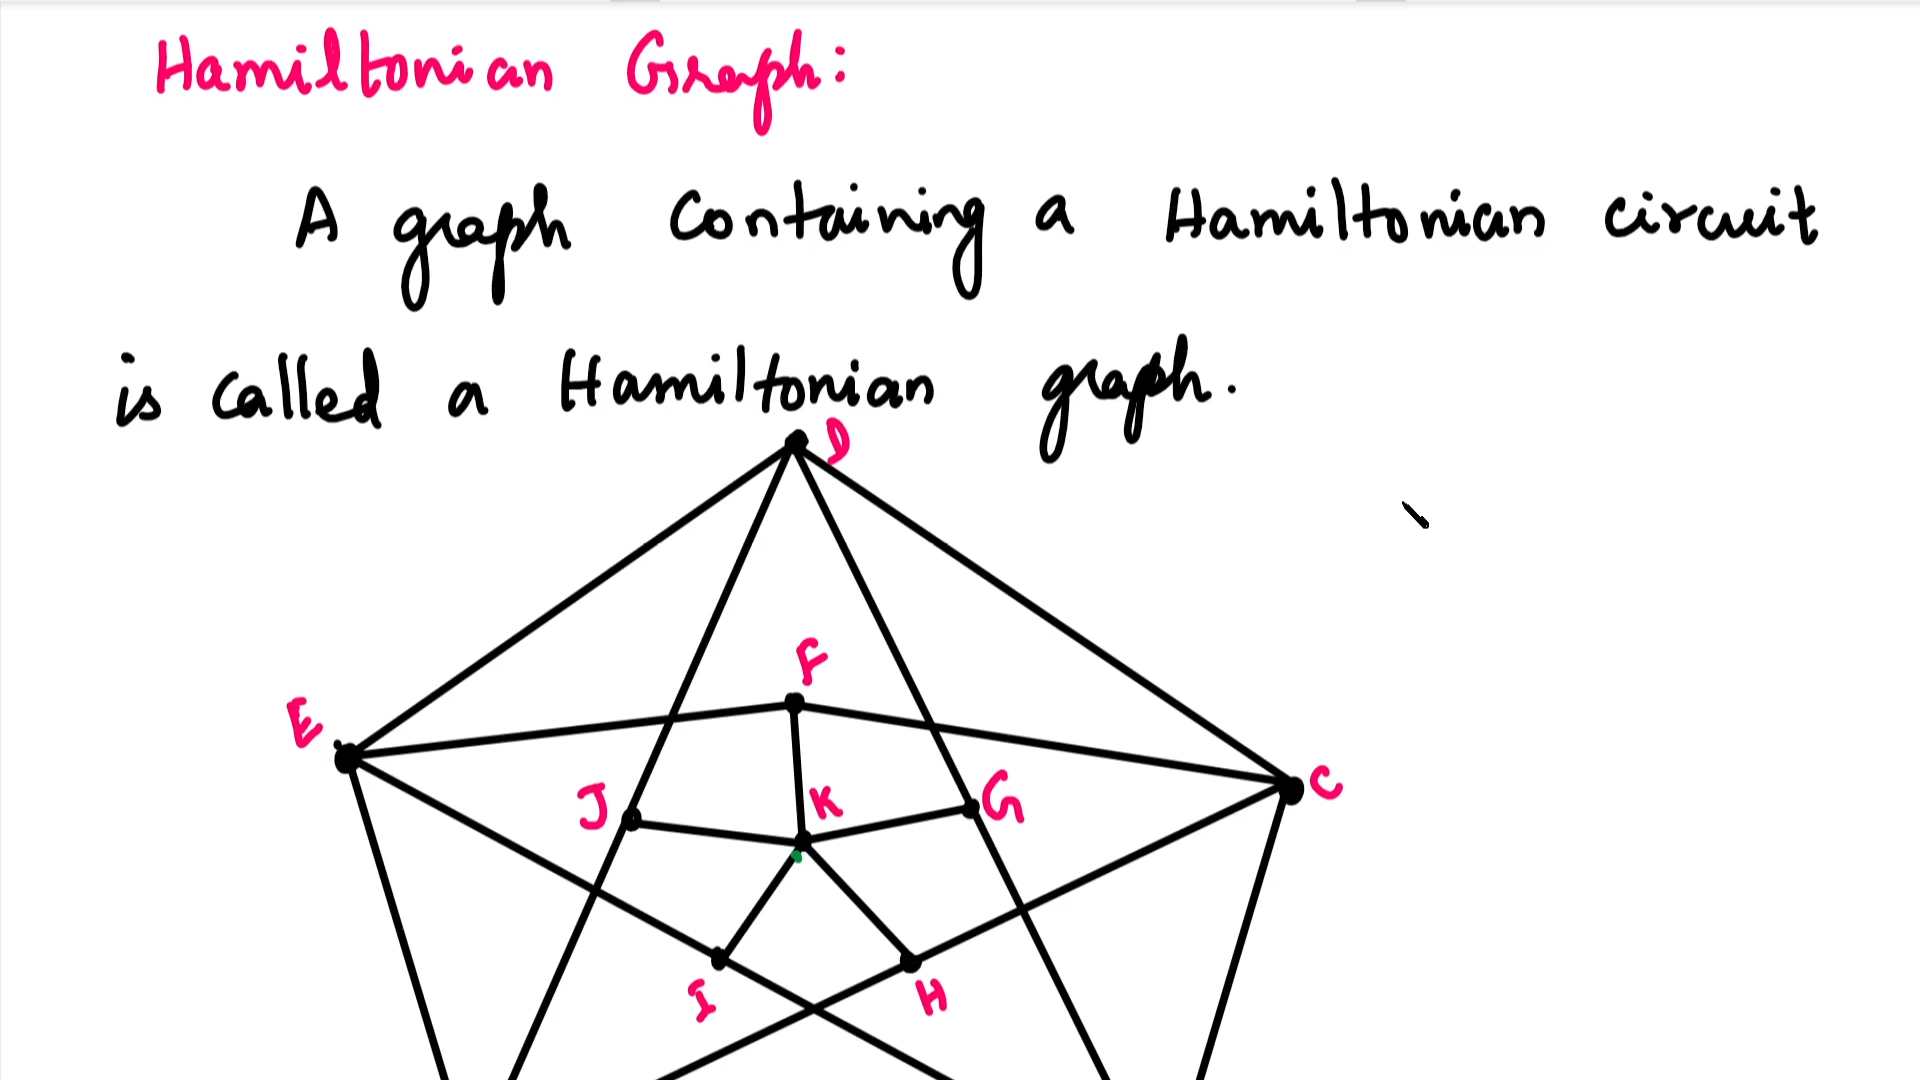 Hamiltonian Graph:
A graph containing a Hamiltonian circuit
is called a Hamiltonian graph.
D
F
E
J
K
G
C
I
H